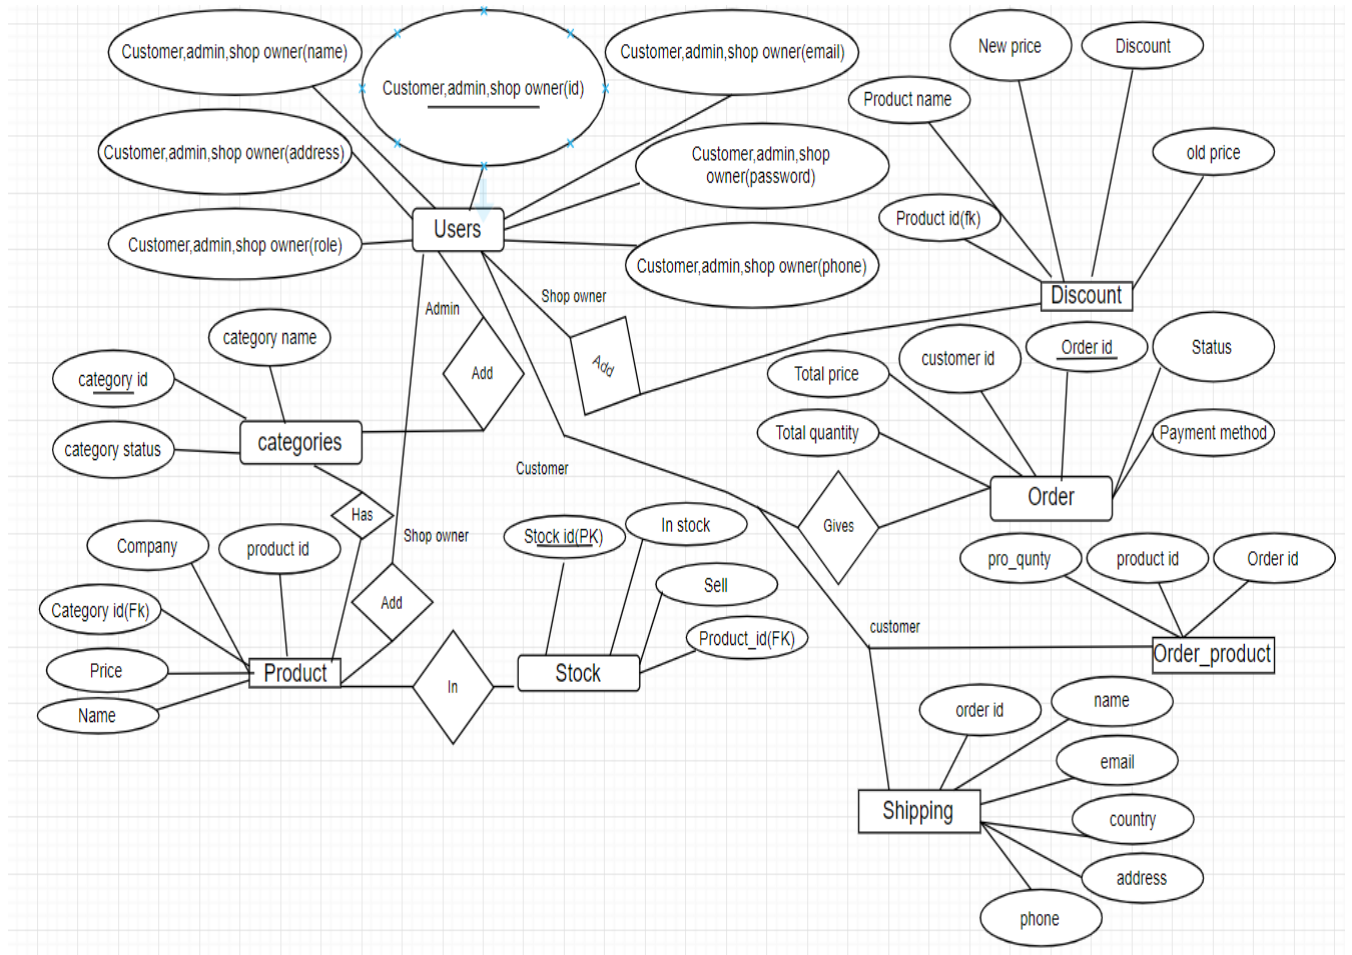 Customer,admin,shop owner(name)
Customer,admin,shop owner(id)
Customer,admin,shop owner(email)
New price
Discount
Product name
Customer,admin,shop owner(address)
Customer,admin,shop
owner(password)
old price
Product id(fk)
Customer,admin,shop owner(role)
Users
Customer,admin,shop owner(phone)
Shop owner
Discount
Admin
category name
Add
Add
category id
Total price
customer id
Order id
Status
categories
category status
Total quantity
Payment method
Customer
Order
Has
Gives
Company
product id
Shop owner
Stock id(PK)
In stock
pro_qunty
product id
Order id
Category id(Fk)
Add
Sell
Product_id(FK)
customer
Order_product
Price
Product
In
Stock
Name
order id
name
email
Shipping
country
address
phone